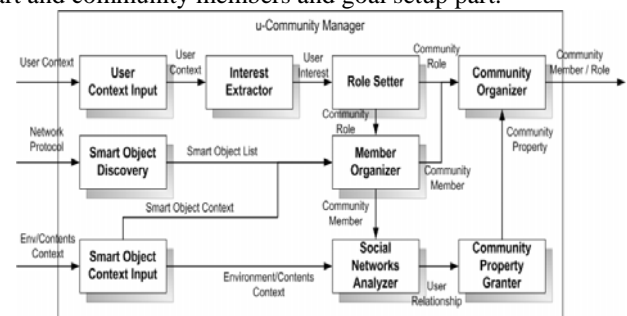 art and community members and goal setup part.
u-Community Manager
User Context
User
Context
User
Interest
Community
Role
Community
Member / Role
User
Context Input
Interest
Extractor
Role Setter
Community
Organizer
Network
Protocol
Community
Role
Community
Property
Smart Object
Discovery
Smart Object List
Member
Organizer
Community
Member
Smart Object Context
Community
Member
Env/Contents
Context
Smart Object
Context Input
Environment/Contents
Context
Social
Networks
Analyzer
User
Relationship
Community
Property
Granter